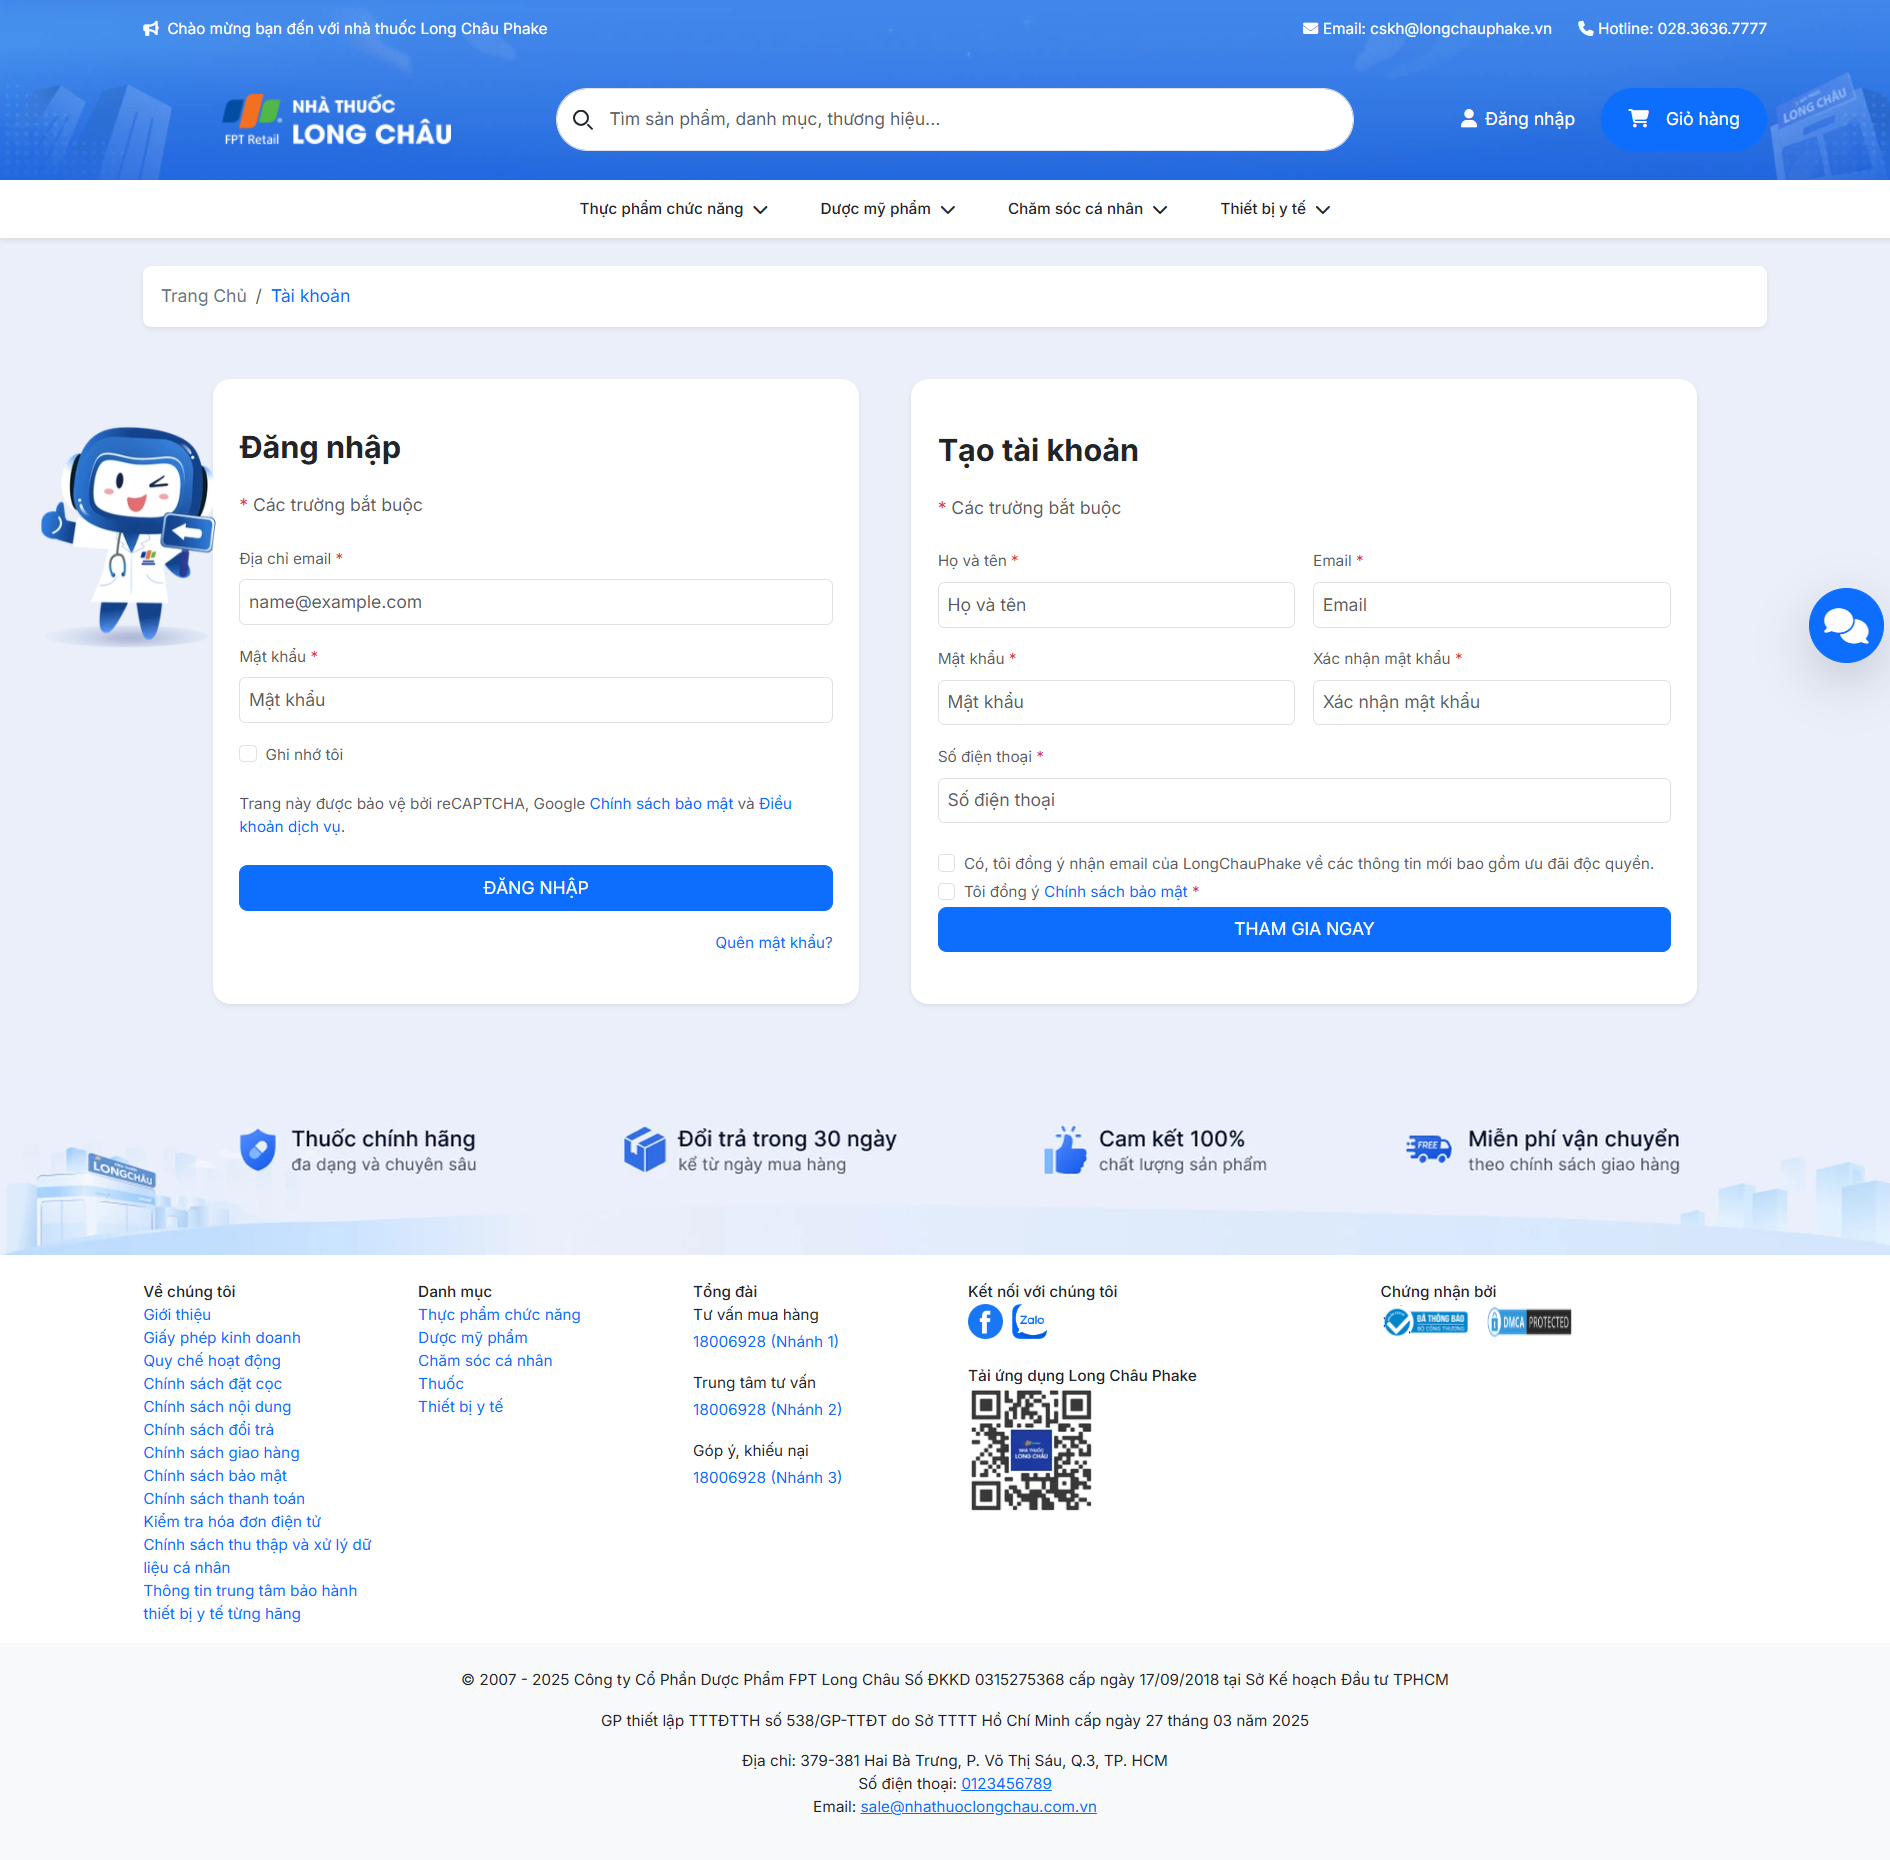 Chào mừng bạn đến với nhà thuốc Long Châu Phake
Email: cskh@longchauphake.vn
Hotline: 028.3636.7777
NHÀ THUỐC
LONG CHÂU
FPT Retail
Tìm sản phẩm, danh mục, thương hiệu...
Đăng nhập
Giỏ hàng
LONG CHÂU
Thực phẩm chức năng
Dược mỹ phẩm
Chăm sóc cá nhân
Thiết bị y tế
Trang Chủ / Tài khoản
Đăng nhập
* Các trường bắt buộc
Địa chỉ email *
name@example.com
Mật khẩu *
Mật khẩu
Ghi nhớ tôi
Trang này được bảo vệ bởi reCAPTCHA, Google Chính sách bảo mật và Điều
khoản dịch vụ.
ĐĂNG NHẬP
Quên mật khẩu?
Tạo tài khoản
* Các trường bắt buộc
Họ và tên *
Họ và tên
Email *
Email
Mật khẩu *
Mật khẩu
Xác nhận mật khẩu *
Xác nhận mật khẩu
Số điện thoại *
Số điện thoại
Có, tôi đồng ý nhận email của LongChauPhake về các thông tin mới bao gồm ưu đãi độc quyền.
Tôi đồng ý Chính sách bảo mật *
THAM GIA NGAY
LONGCHÂU
Thuốc chính hãng
đa dạng và chuyên sâu
Đổi trả trong 30 ngày
kể từ ngày mua hàng
Cam kết 100%
chất lượng sản phẩm
FREE
Miễn phí vận chuyển
theo chính sách giao hàng
Về chúng tôi
Giới thiệu
Giấy phép kinh doanh
Quy chế hoạt động
Chính sách đặt cọc
Chính sách nội dung
Chính sách đổi trả
Chính sách giao hàng
Chính sách bảo mật
Chính sách thanh toán
Kiểm tra hóa đơn điện tử
Chính sách thu thập và xử lý dữ
liệu cá nhân
Thông tin trung tâm bảo hành
thiết bị y tế từng hãng
Danh mục
Thực phẩm chức năng
Dược mỹ phẩm
Chăm sóc cá nhân
Thuốc
Thiết bị y tế
Tổng đài
Tư vấn mua hàng
18006928 (Nhánh 1)
Trung tâm tư vấn
18006928 (Nhánh 2)
Góp ý, khiếu nại
18006928 (Nhánh 3)
Kết nối với chúng tôi
Zalo
Tải ứng dụng Long Châu Phake
NHÀ THUỐC
LONG CHÂU
Chứng nhận bởi
ĐÃ THÔNG BÁO
BỘ CÔNG THƯƠNG
DMCA PROTECTED
© 2007 - 2025 Công ty Cổ Phần Dược Phẩm FPT Long Châu Số ĐKKD 0315275368 cấp ngày 17/09/2018 tại Sở Kế hoạch Đầu tư TPHCM
GP thiết lập TTTĐTTH số 538/GP-TTĐT do Sở TTTT Hồ Chí Minh cấp ngày 27 tháng 03 năm 2025
Địa chỉ: 379-381 Hai Bà Trưng, P. Võ Thị Sáu, Q.3, TP. HCM
Số điện thoại: 0123456789
Email: sale@nhathuoclongchau.com.vn